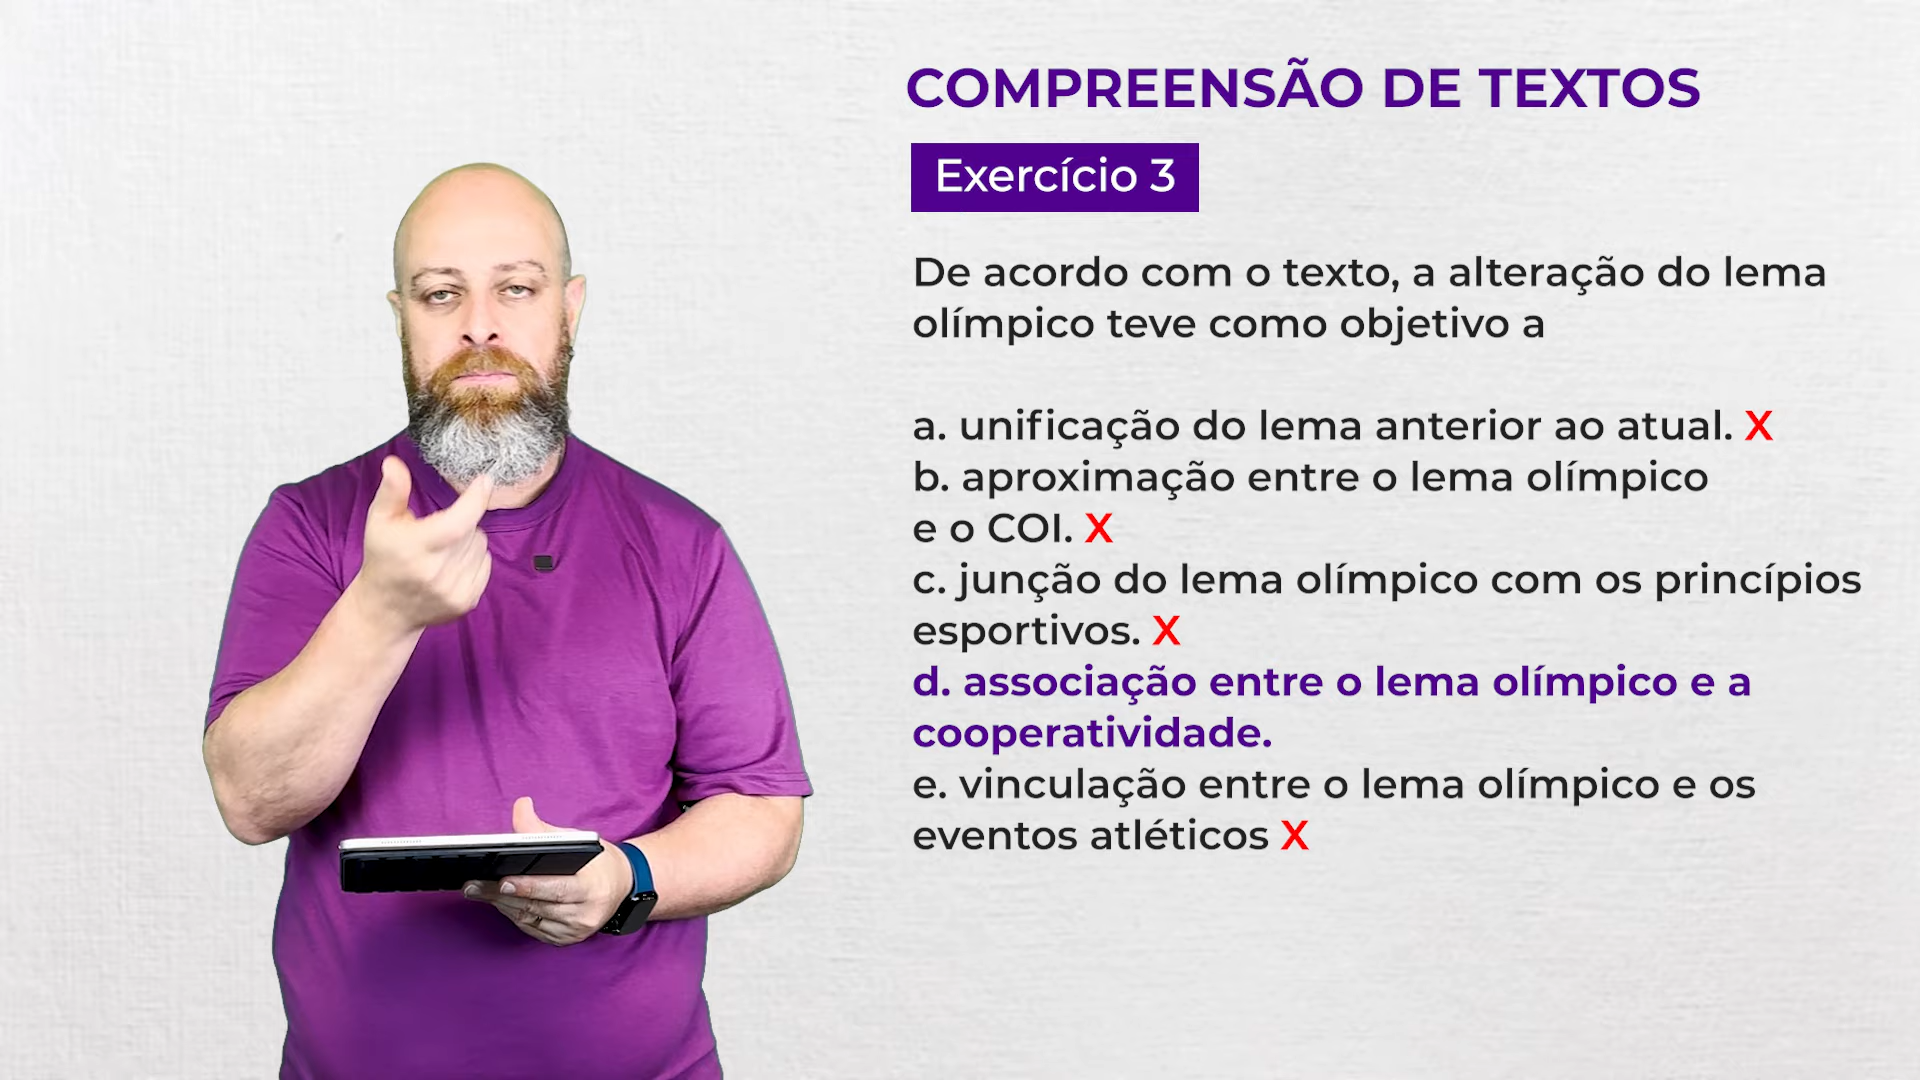 COMPREENSÃO DE TEXTOS
Exercício 3
De acordo com o texto, a alteração do lema
olímpico teve como objetivo a
a. unificação do lema anterior ao atual. X
b. aproximação entre o lema olímpico
e o COI. X
c. junção do lema olímpico com os princípios
esportivos. X
d. associação entre o lema olímpico e a
cooperatividade.
e. vinculação entre o lema olímpico e os
eventos atléticos X